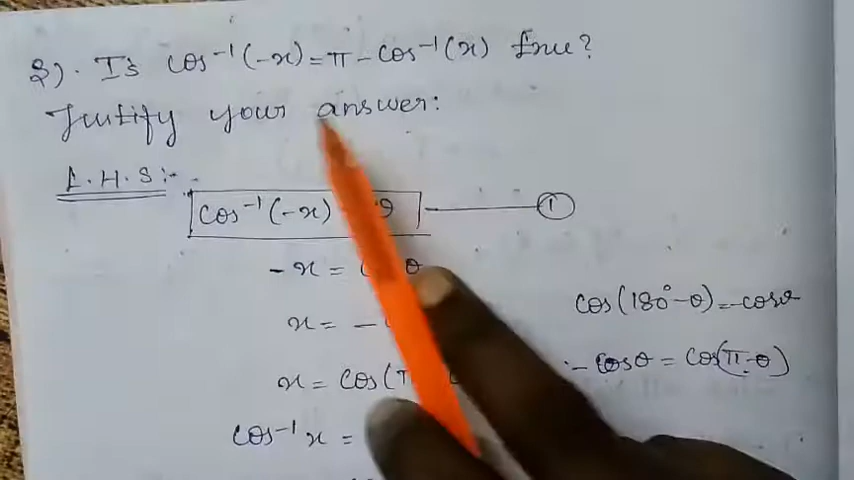 Q). Is cos⁻¹(-x) = π - cos⁻¹(x) true?
Justify your answer:
L.H.S:-
cos⁻¹(-x) θ ①
-x = θ
x = -
cos(180°-θ) = -cosθ
x = cos(π
-cosθ = cos(π-θ)
cos⁻¹x =